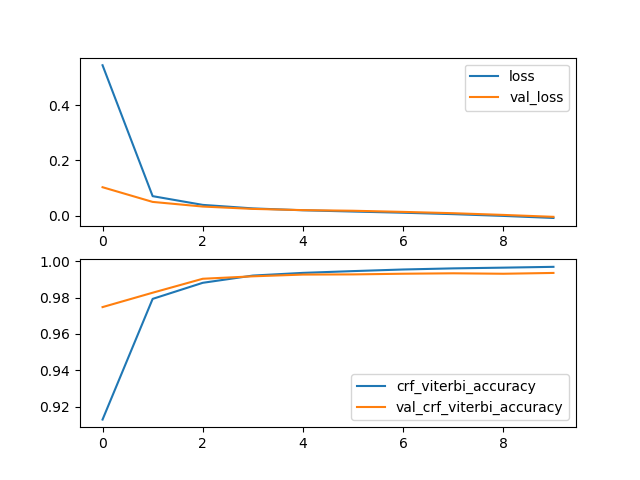 0.4
0.2
0.0
loss
val_loss
0 2 4 6 8
1.00
0.98
0.96
0.94
0.92
crf_viterbi_accuracy
val_crf_viterbi_accuracy
0 2 4 6 8